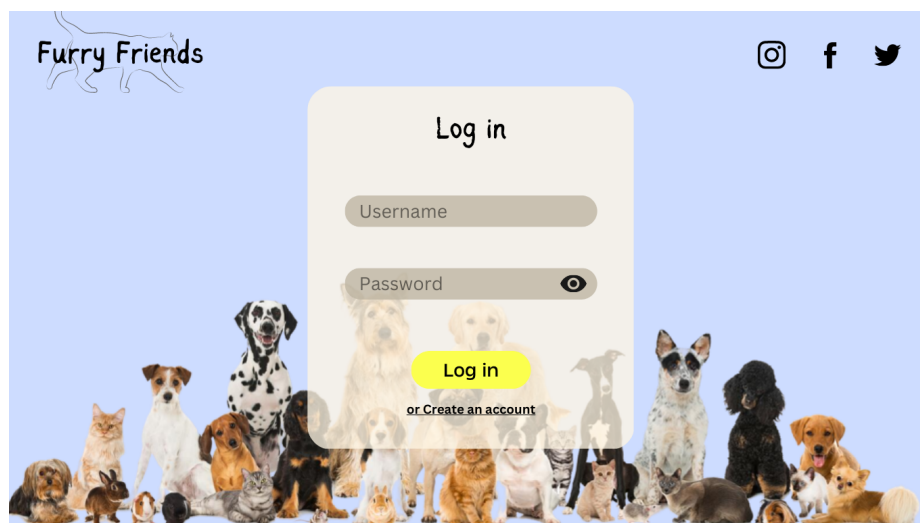 Furry Friends
Log in
Username
Password
Log in
or Create an account